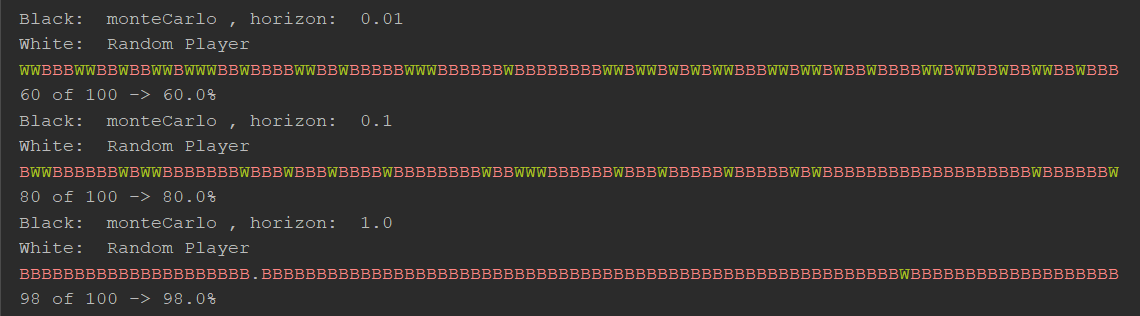 Black:  monteCarlo , horizon:  0.01
White:  Random Player
WWBBBWWBBWBBWWBWWWBBWBBBBWWBBWBBBBBWWWBBBBBBWBBBBBBBBWWBWWBWBWBWWBBBWWBWWBWBBWBBBBWWBWWBBWBBWWBBWBBB
60 of 100 -> 60.0%
Black:  monteCarlo , horizon:  0.1
White:  Random Player
BWWBBBBBBWBWWBBBBBBBWBBBWBBBWBBBBWBBBBBBBBWBBWWWBBBBBBWBBBWBBBBBWBBBBBWBWBBBBBBBBBBBBBBBBBBBWBBBBBBW
80 of 100 -> 80.0%
Black:  monteCarlo , horizon:  1.0
White:  Random Player
BBBBBBBBBBBBBBBBBBBBB.BBBBBBBBBBBBBBBBBBBBBBBBBBBBBBBBBBBBBBBBBBBBBBBBBBBBBBBBBBWBBBBBBBBBBBBBBBBBBB
98 of 100 -> 98.0%